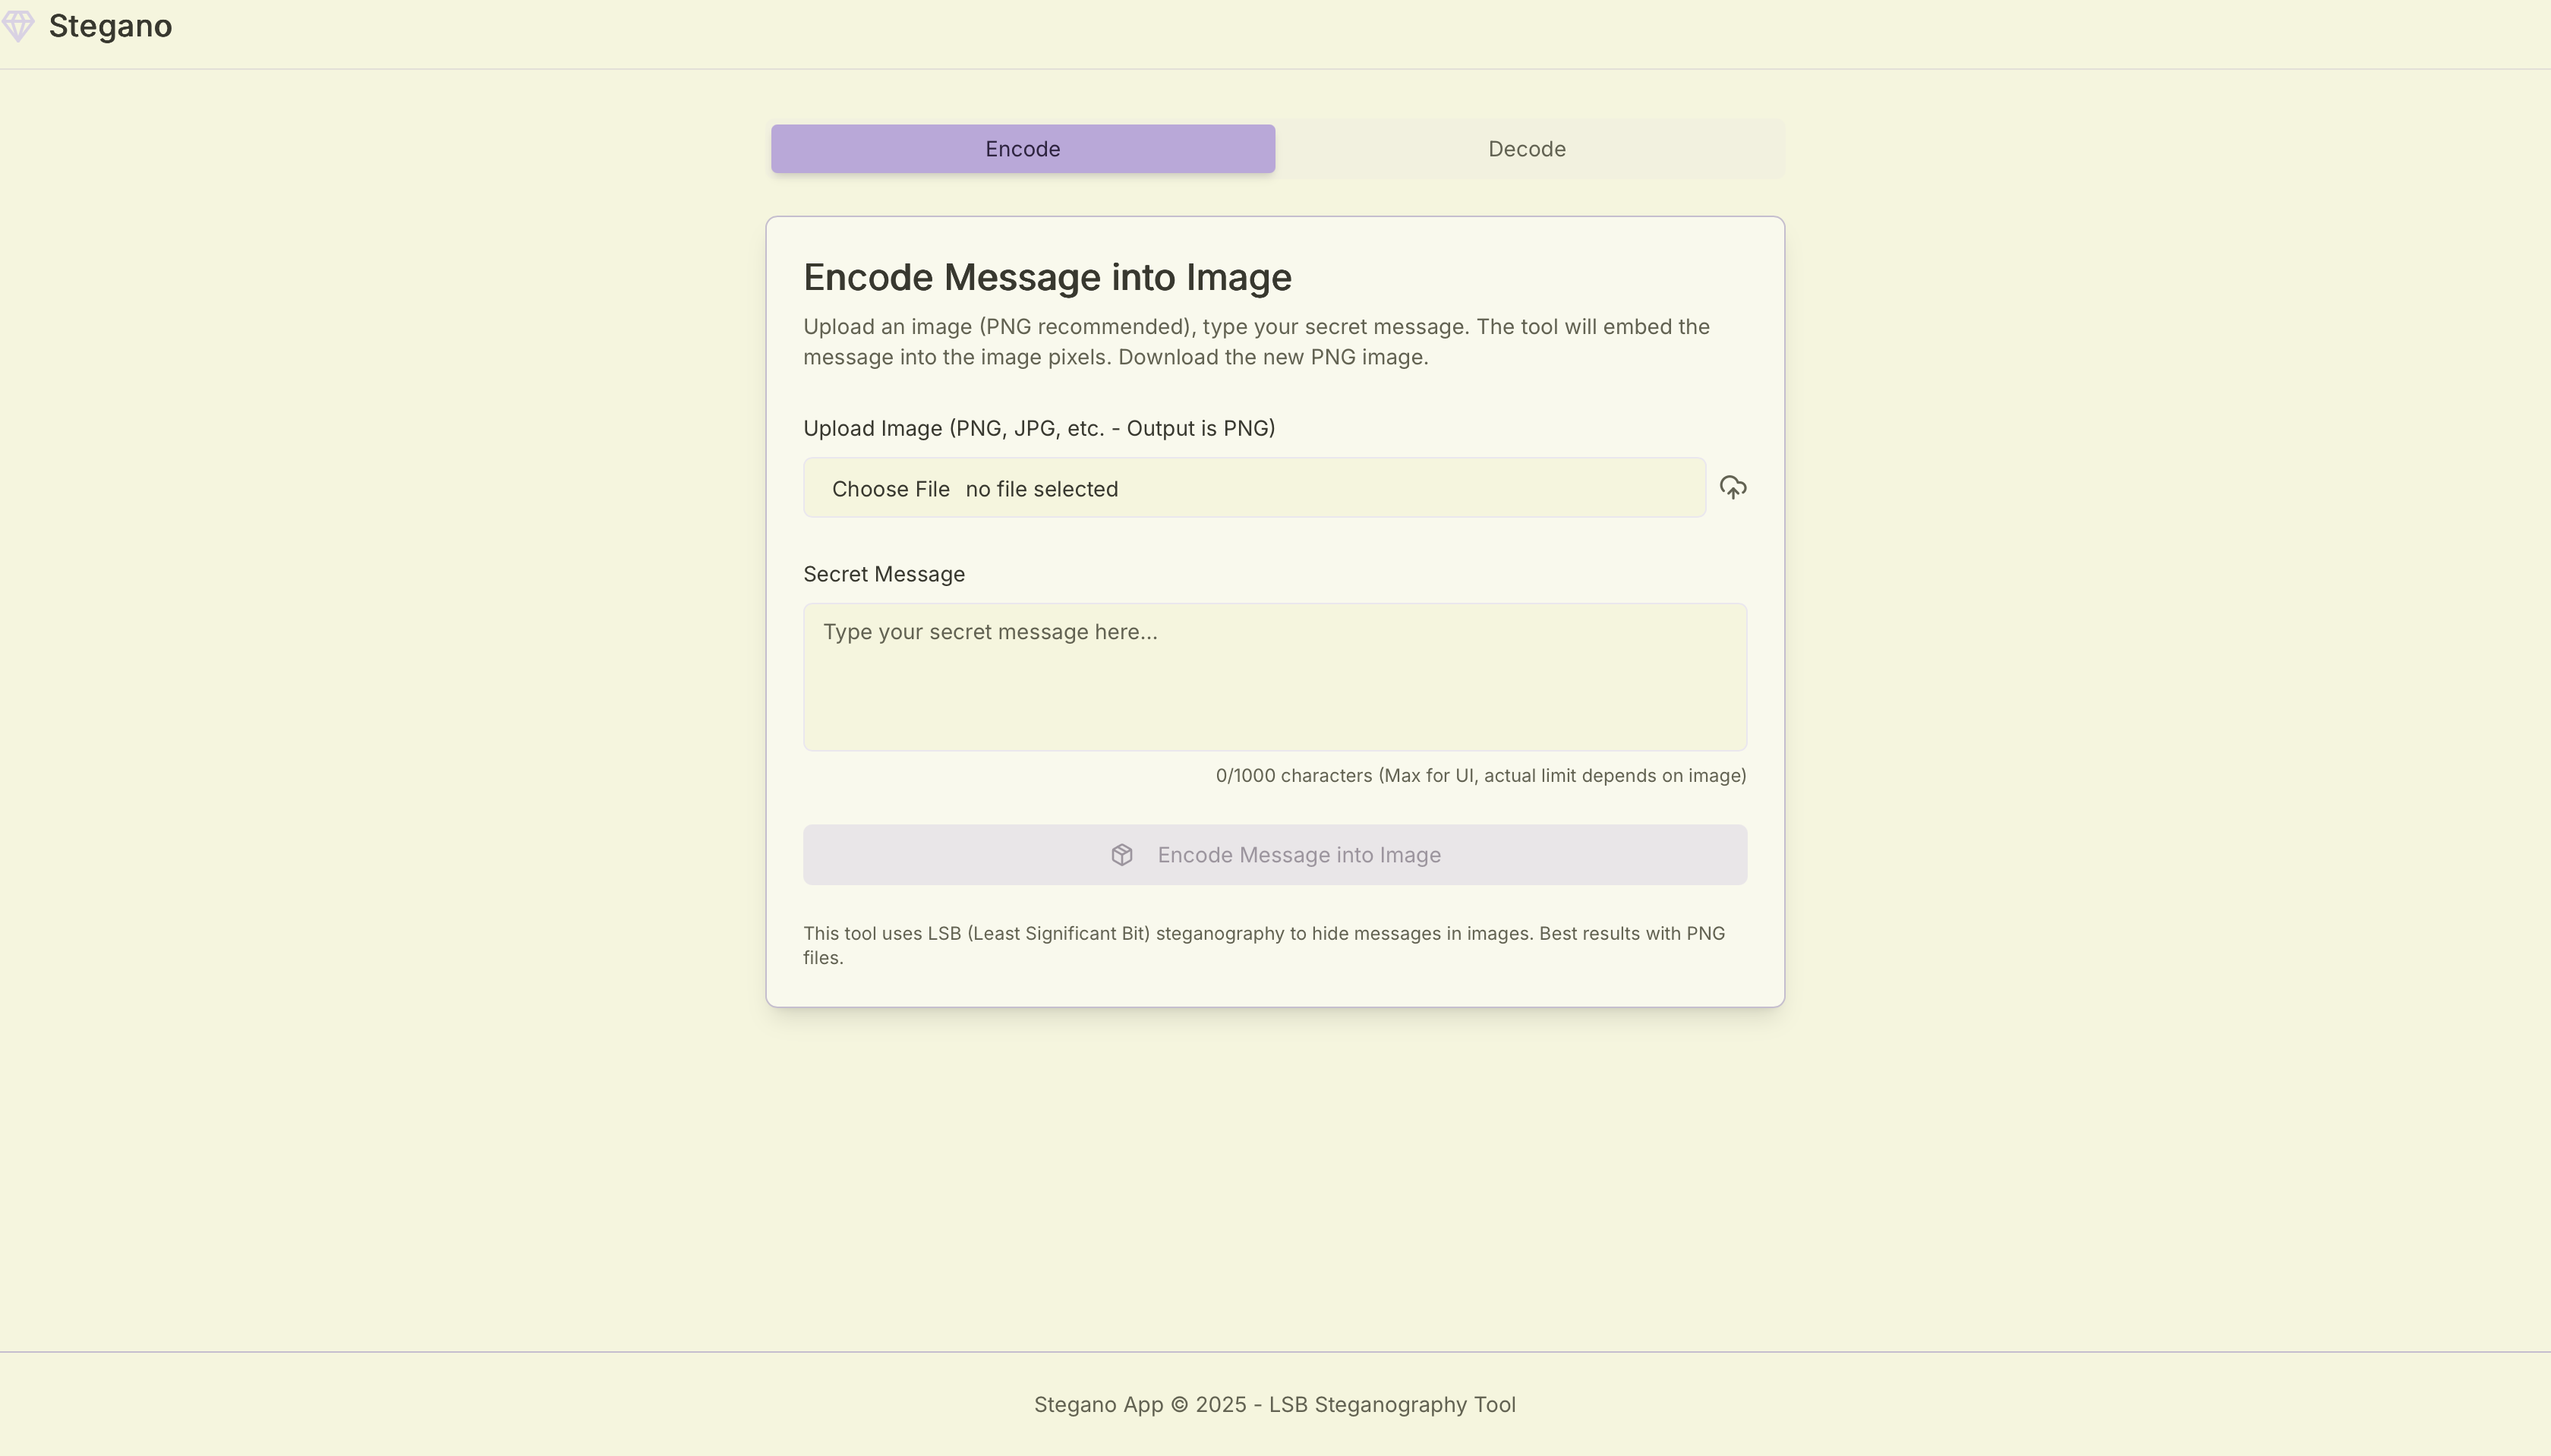 Stegano
Encode
Decode
Encode Message into Image
Upload an image (PNG recommended), type your secret message. The tool will embed the
message into the image pixels. Download the new PNG image.
Upload Image (PNG, JPG, etc. - Output is PNG)
Choose File no file selected
Secret Message
Type your secret message here...
0/1000 characters (Max for UI, actual limit depends on image)
Encode Message into Image
This tool uses LSB (Least Significant Bit) steganography to hide messages in images. Best results with PNG
files.
Stegano App © 2025 - LSB Steganography Tool